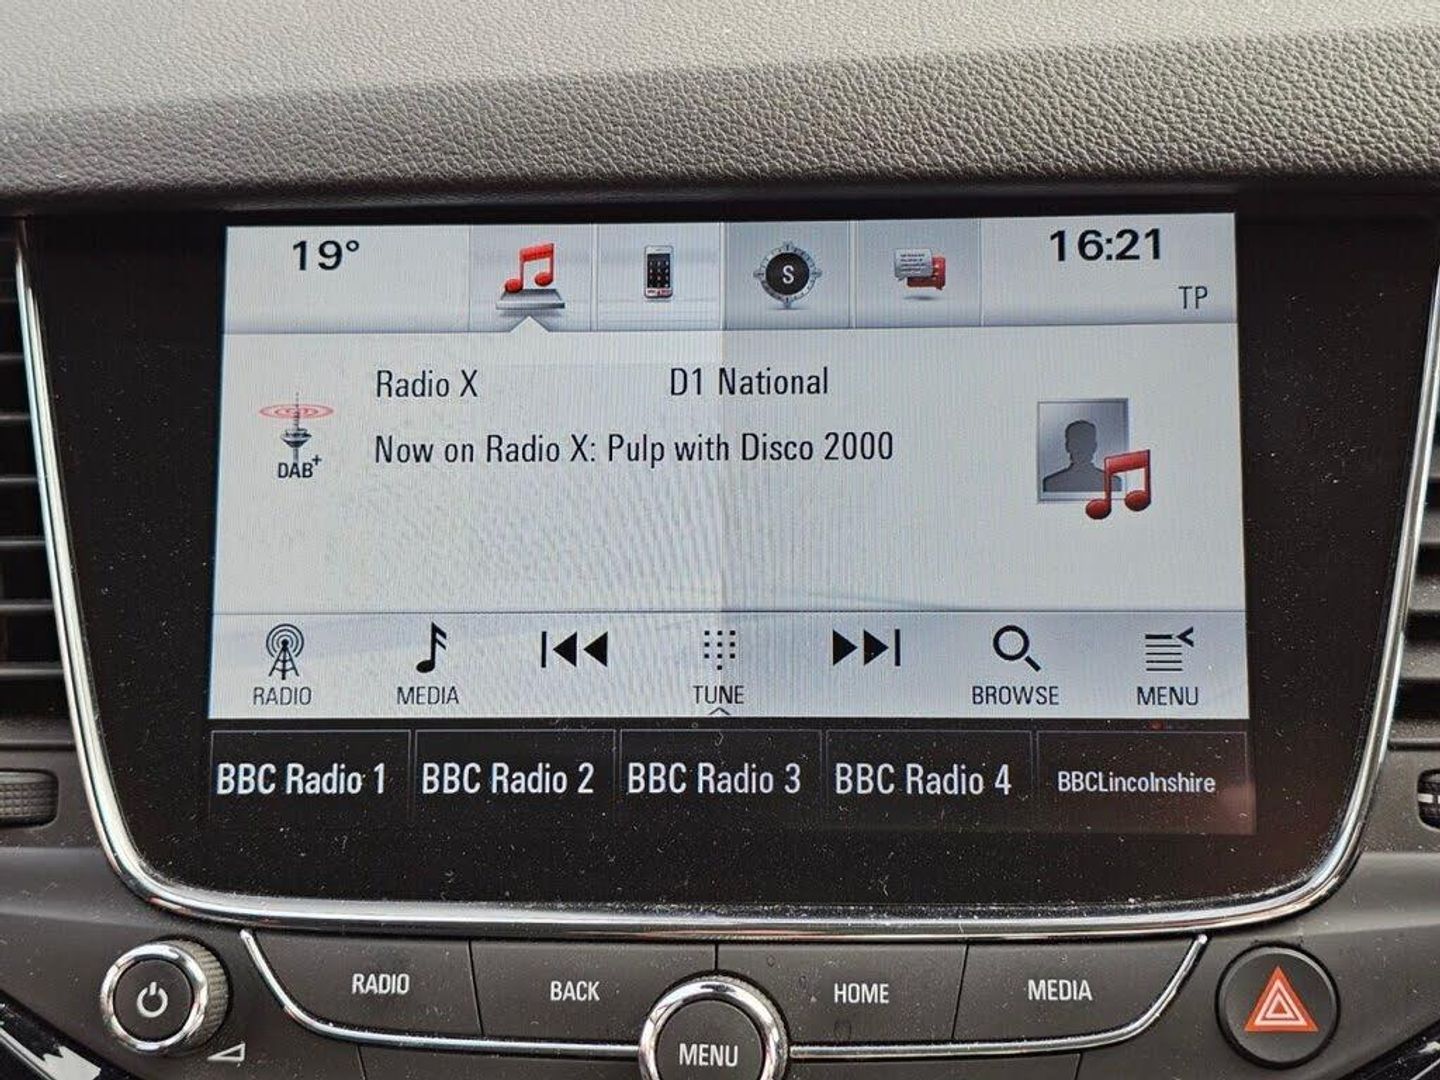 19°
S
16:21
TP
Radio X D1 National
DAB+
Now on Radio X: Pulp with Disco 2000
RADIO MEDIA TUNE BROWSE MENU
BBC Radio 1 BBC Radio 2 BBC Radio 3 BBC Radio 4 BBCLincolnshire
RADIO BACK HOME MEDIA
MENU